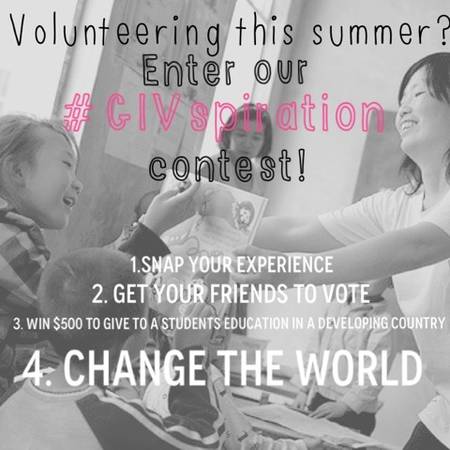 Volunteering this summer?
Enter our
# GIVspiration
contest!
1.SNAP YOUR EXPERIENCE
2. GET YOUR FRIENDS TO VOTE
3. WIN $500 TO GIVE TO A STUDENTS EDUCATION IN A DEVELOPING COUNTRY
4. CHANGE THE WORLD